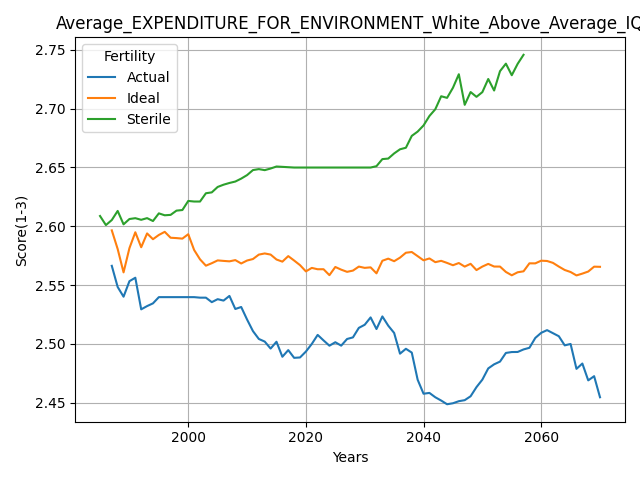 Average_EXPENDITURE_FOR_ENVIRONMENT_White_Above_Average_IQ
Fertility
Actual
Ideal
Sterile
Score(1-3)
2.75
2.70
2.65
2.60
2.55
2.50
2.45
2000
2020
2040
2060
Years